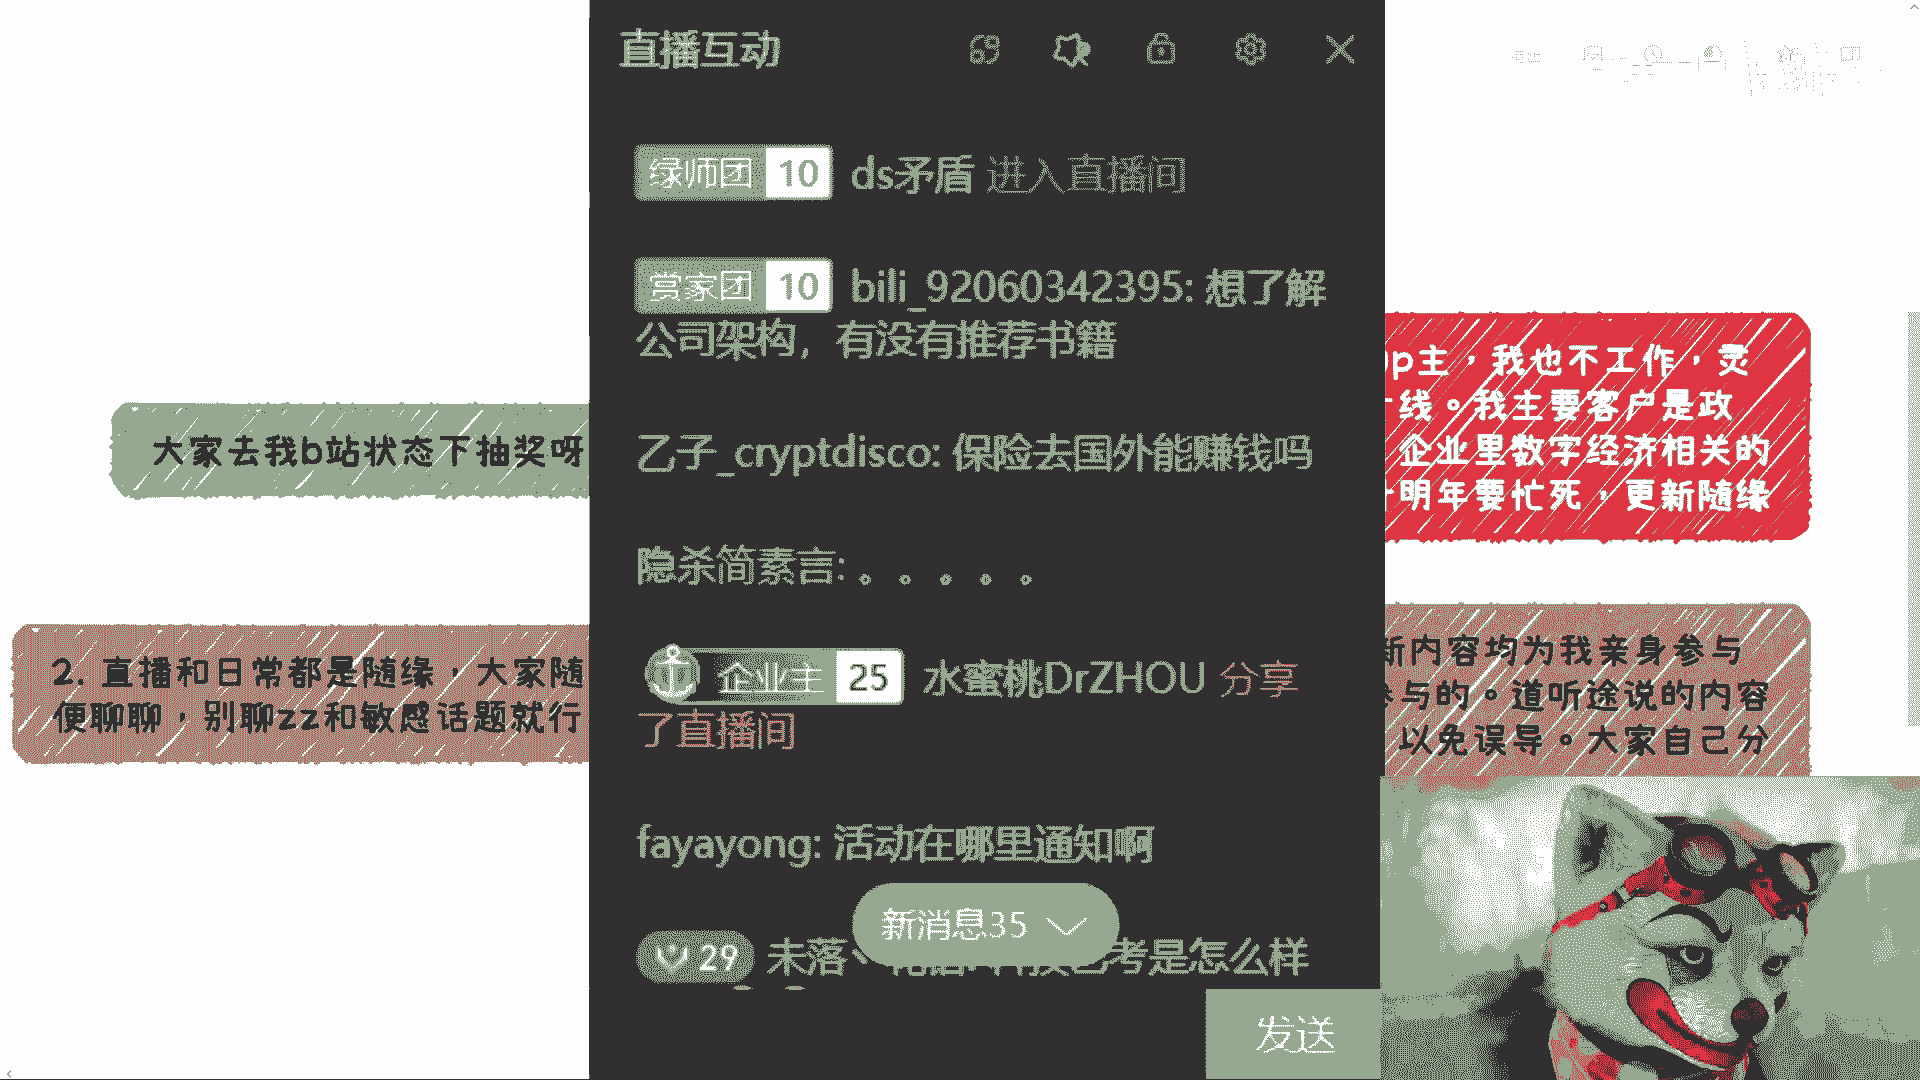 直播互动
绿师团 10 ds矛盾 进入直播间
赏家团 10 bili_92060342395: 想了解
公司架构，有没有推荐书籍
乙子_cryptdisco: 保险去国外能赚钱吗
隐杀简素言: 。。。。。
企业主 25 水蜜桃DrZHOU 分享
了直播间
fayayong: 活动在哪里通知啊
新消息35
29 未落丶
考是怎么样
发送
大家去我b站状态下抽奖呀
2. 直播和日常都是随缘，大家随
便聊聊，别聊zz和敏感话题就行
p主，我也不工作，灵
线。我主要客户是政
企业里数字经济相关的
明年要忙死，更新随缘
新内容均为我亲身参与
参与的。道听途说的内容
以免误导。大家自己分